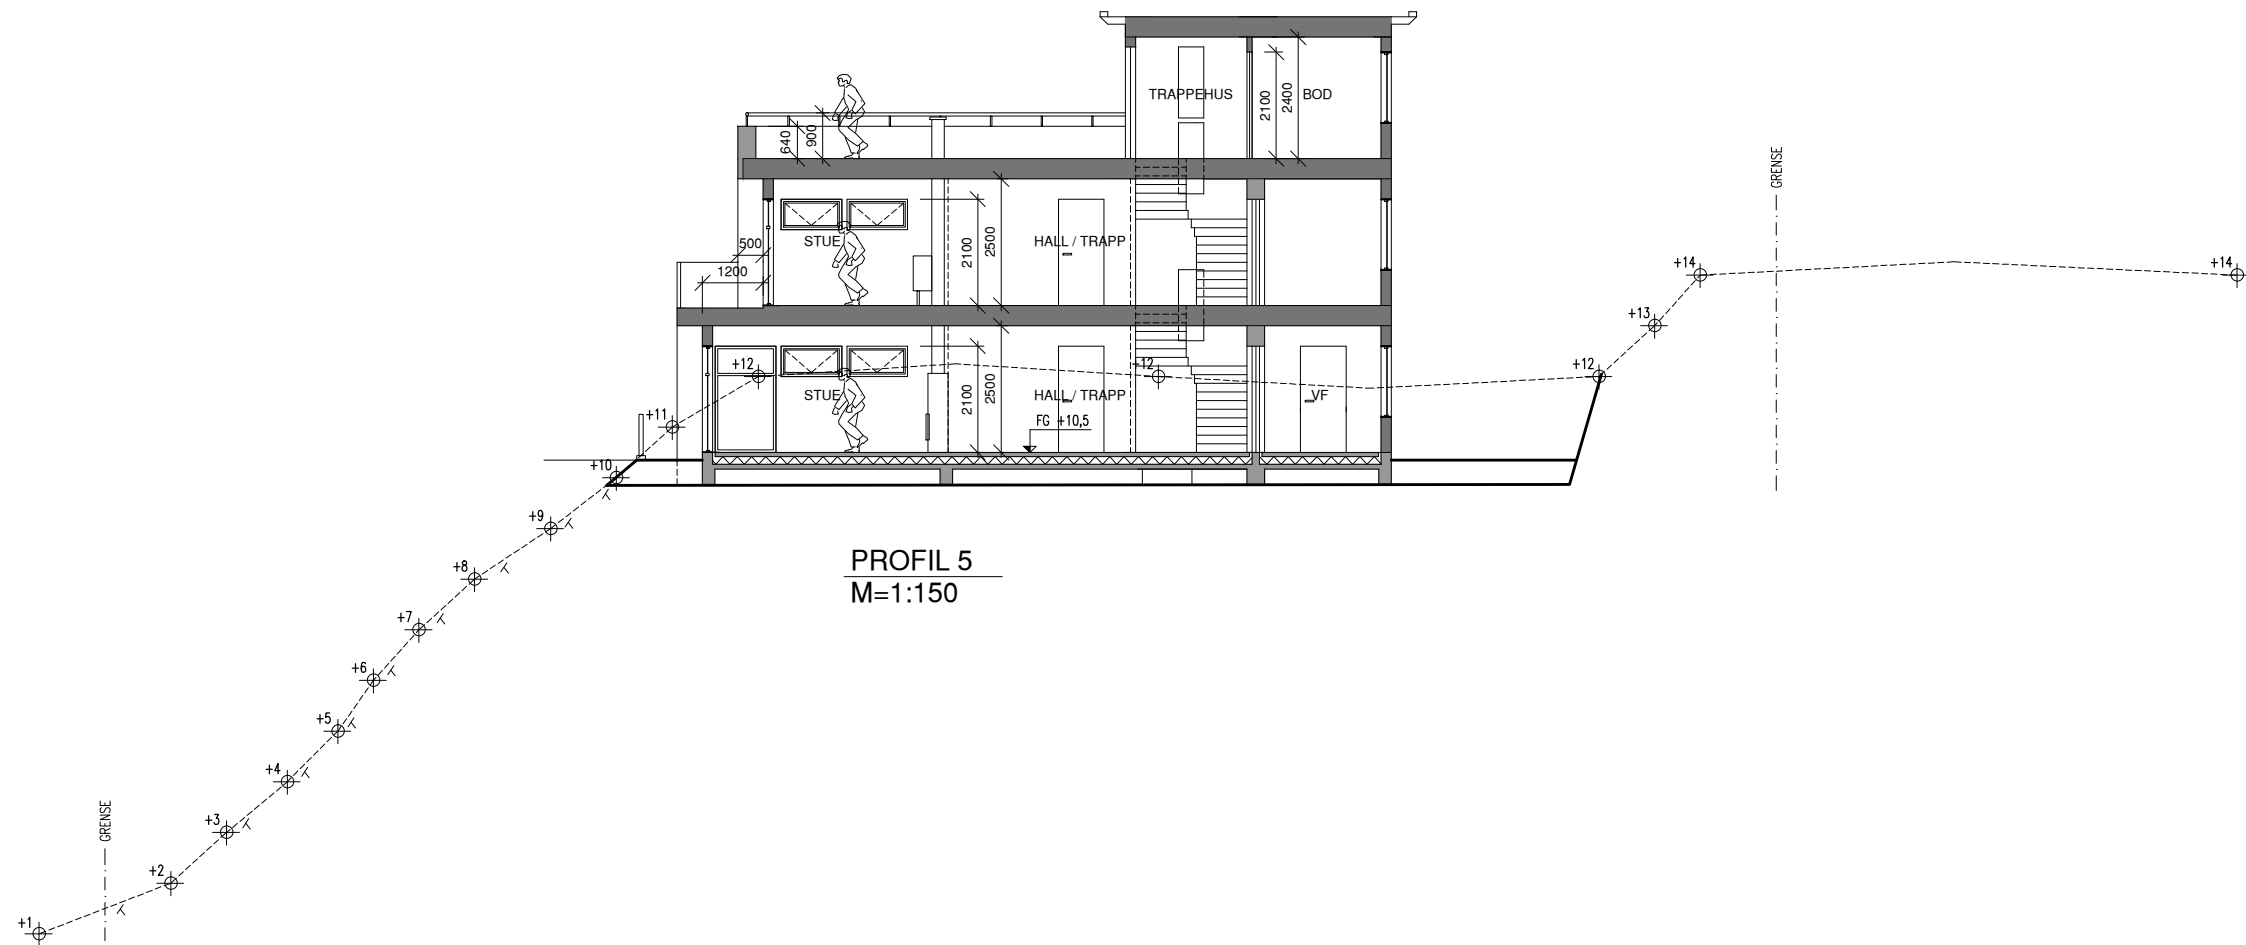 TRAPPEHUS
BOD
2100
2400
640
900
GRENSE
500
STUE
HALL / TRAPP
2100
2500
1200
+14
+14
+13
+12
+12
+12
STUE
HALL / TRAPP
VF
2100
2500
+11
FG +10,5
+10
+9
PROFIL 5
+8
M=1:150
+7
+6
+5
+4
GRENSE
+3
+2
+1